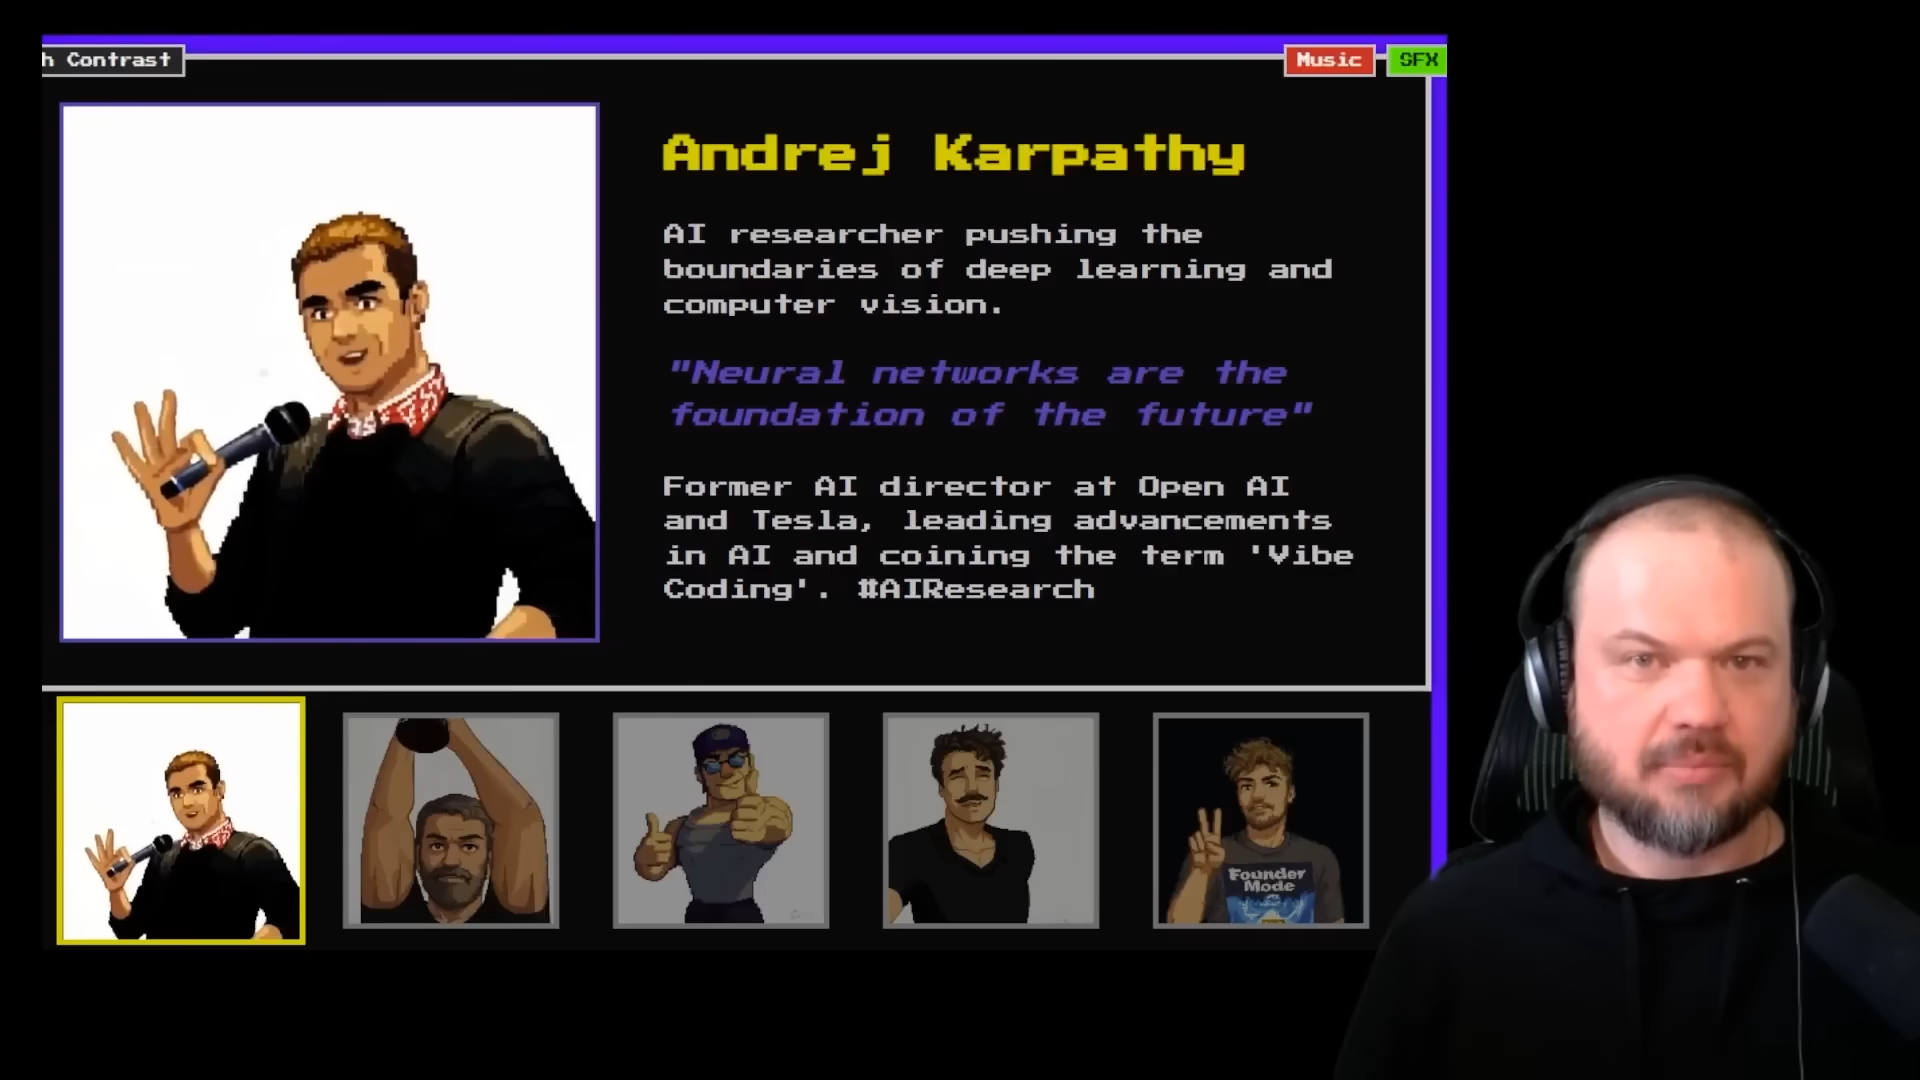 h Contrast
Music
SFX
Andrej Karpathy
AI researcher pushing the
boundaries of deep learning and
computer vision.
"Neural networks are the
foundation of the future"
Former AI director at Open AI
and Tesla, leading advancements
in AI and coining the term 'Vibe
Coding'. #AIResearch
Founder
Mode